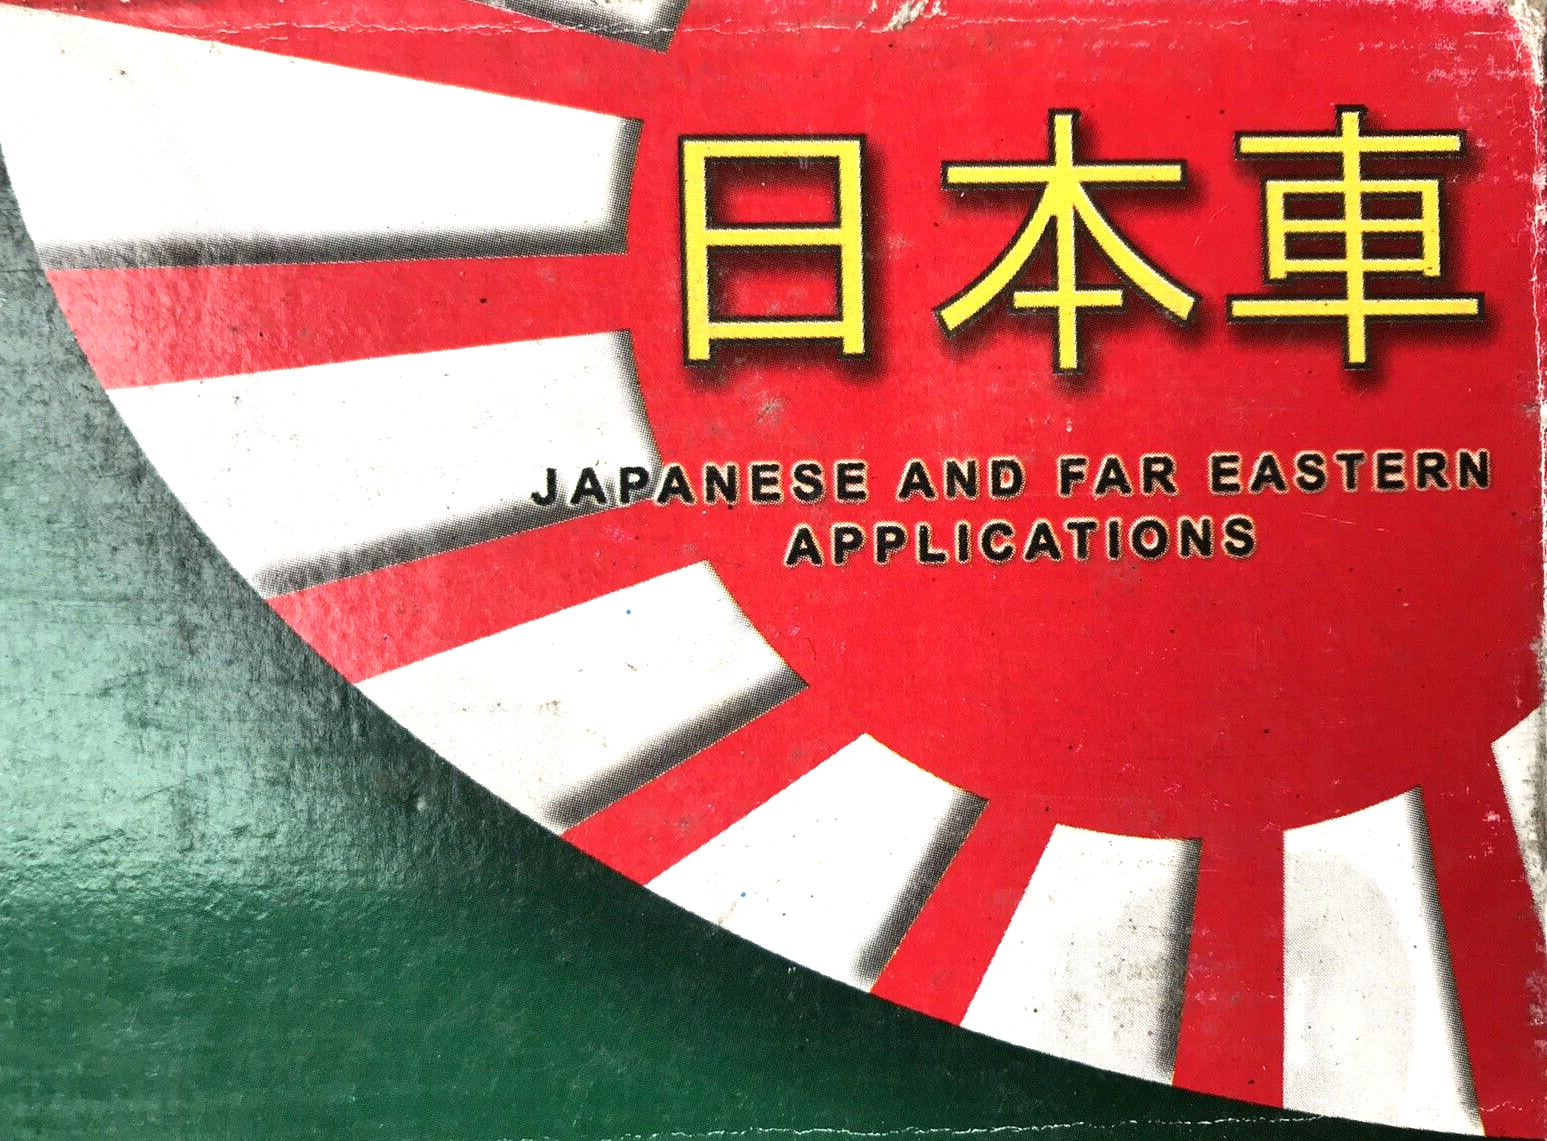 日本車
JAPANESE AND FAR EASTERN
APPLICATIONS